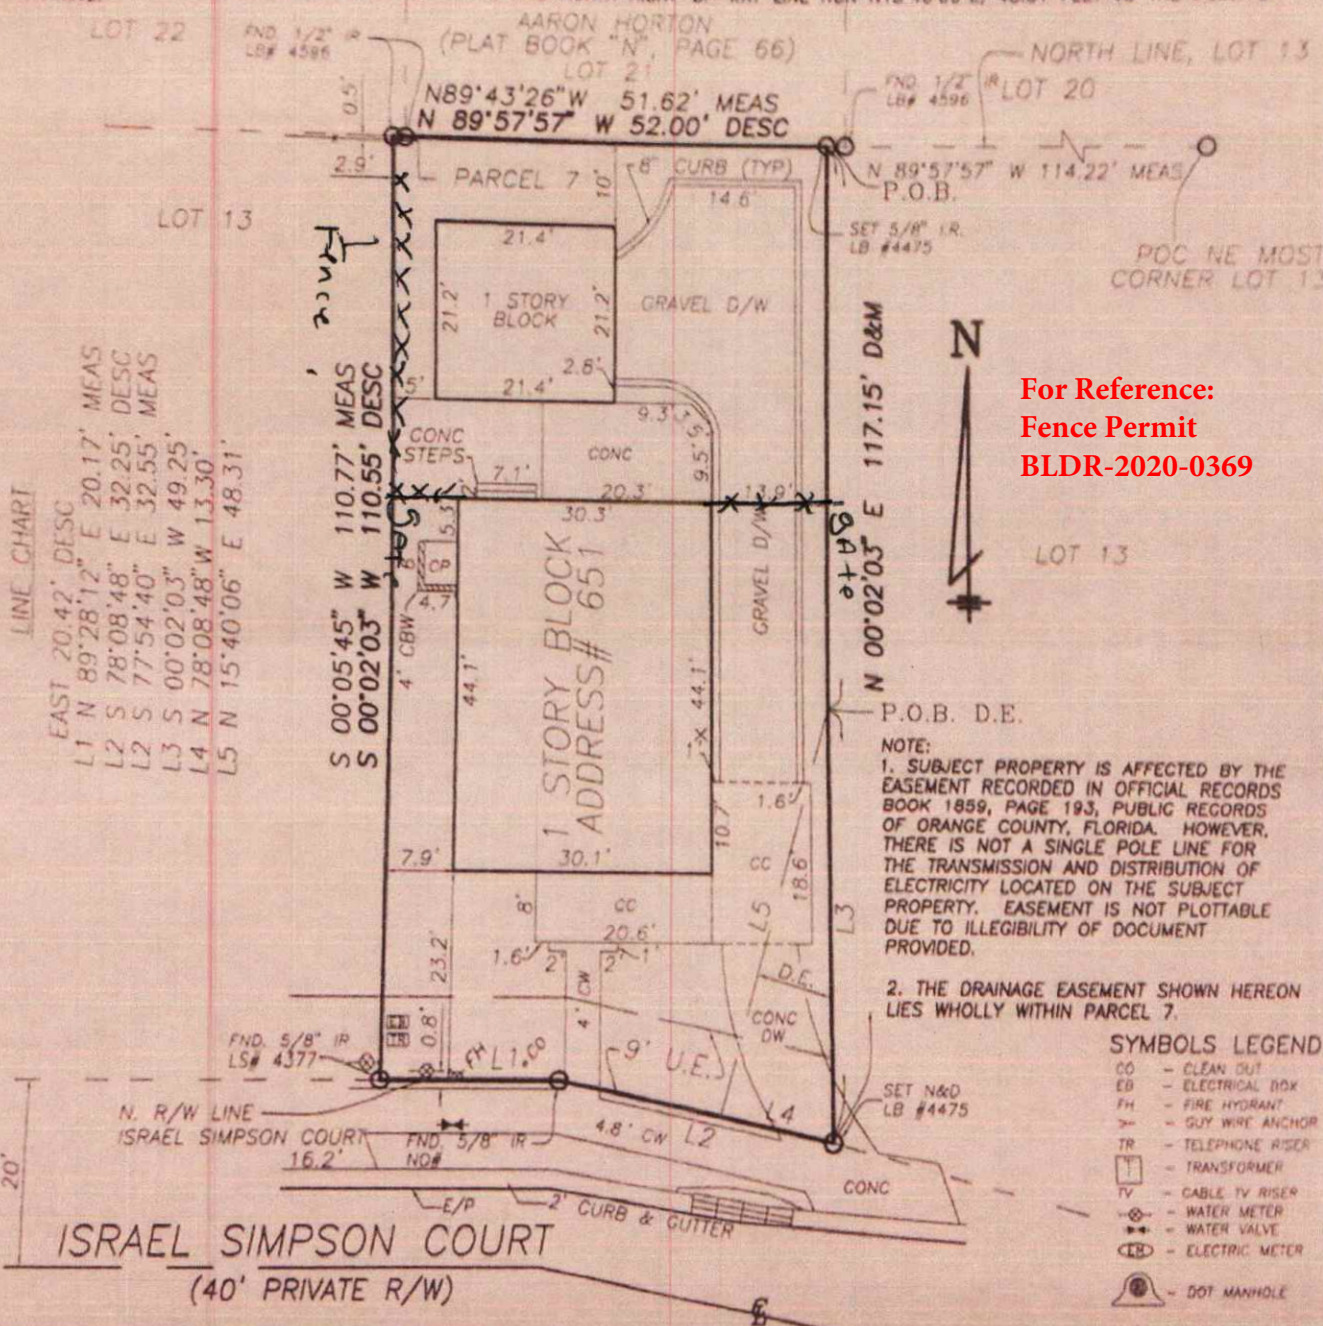 LOT 22
FND 1/2" IR
LB# 4596
AARON HORTON
(PLAT BOOK "N", PAGE 66)
LOT 21
N89°43'26"W 51.62' MEAS
N 89°57'57" W 52.00' DESC
NORTH LINE, LOT 13
FND 1/2" IR
LB# 4596
LOT 20
0.5'
2.9'
N 89°57'57" W 114.22' MEAS
P.O.B.
SET 5/8" I.R.
LB #4475
POC NE MOST
CORNER LOT 13
LOT 13
PARCEL 7
10'
8" CURB (TYP)
14.6'
21.4'
21.2'
1 STORY
BLOCK
21.2'
GRAVEL D/W
2.8'
21.4'
5'
9.3'
3.5'
9.5'
CONC
STEPS
CONC
7.1'
2'
20.3'
13.9'
30.3'
Fence
Gate
gate
N
For Reference:
Fence Permit
BLDR-2020-0369
LOT 13
N 00°02'03" E 117.15' D&M
S 00°05'45" W 110.77' MEAS
S 00°02'03" W 110.55' DESC
LINE CHART
EAST 20.42' DESC
L1 N 89°28'12" E 20.17' MEAS
L2 S 78°08'48" E 32.25' DESC
L2 S 77°54'40" E 32.55' MEAS
L3 S 00°02'03" W 49.25'
L4 N 78°08'48" W 13.30'
L5 N 15°40'06" E 48.31'
5.3'
4.7
4' CBW
44.1'
1 STORY BLOCK
ADDRESS# 651
44.1'
GRAVEL D/W
P.O.B. D.E.
NOTE:
1. SUBJECT PROPERTY IS AFFECTED BY THE
EASEMENT RECORDED IN OFFICIAL RECORDS
BOOK 1859, PAGE 193, PUBLIC RECORDS
OF ORANGE COUNTY, FLORIDA. HOWEVER,
THERE IS NOT A SINGLE POLE LINE FOR
THE TRANSMISSION AND DISTRIBUTION OF
ELECTRICITY LOCATED ON THE SUBJECT
PROPERTY. EASEMENT IS NOT PLOTTABLE
DUE TO ILLEGIBILITY OF DOCUMENT
PROVIDED.
2. THE DRAINAGE EASEMENT SHOWN HEREON
LIES WHOLLY WITHIN PARCEL 7.
1.6'
10.7'
CC
18.6'
7.9'
30.1'
8'
CC
20.6'
L5
L3
1.6'
2'
2'
7.1'
23.2'
4' CW
D.E.
CONC
DW
EB
TR
0.8'
FH
L1
CO
9'
U.E.
L4
FND. 5/8" IR
LS# 4377
SET N&D
LB #4475
N. R/W LINE
ISRAEL SIMPSON COURT
FND. 5/8" IR
NO#
4.8' CW
L2
16.2'
20'
CONC
E/P
2' CURB & GUTTER
ISRAEL SIMPSON COURT
(40' PRIVATE R/W)
SYMBOLS LEGEND
CO - CLEAN OUT
EB - ELECTRICAL BOX
FH - FIRE HYDRANT
>- - GUY WIRE ANCHOR
TR - TELEPHONE RISER
T - TRANSFORMER
TV - CABLE TV RISER
- WATER METER
- WATER VALVE
EM - ELECTRIC METER
- DOT MANHOLE